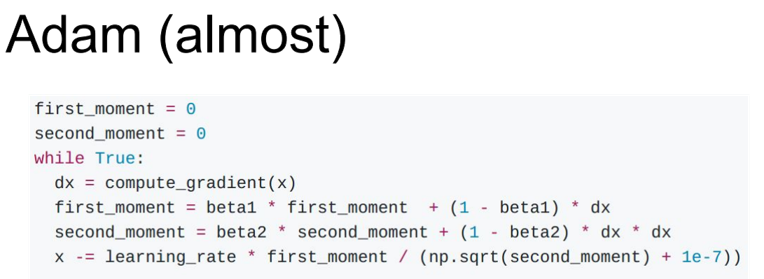 Adam (almost)
first_moment = 0
second_moment = 0
while True:
  dx = compute_gradient(x)
  first_moment = beta1 * first_moment  + (1 - beta1) * dx
  second_moment = beta2 * second_moment + (1 - beta2) * dx * dx
  x -= learning_rate * first_moment / (np.sqrt(second_moment) + 1e-7))